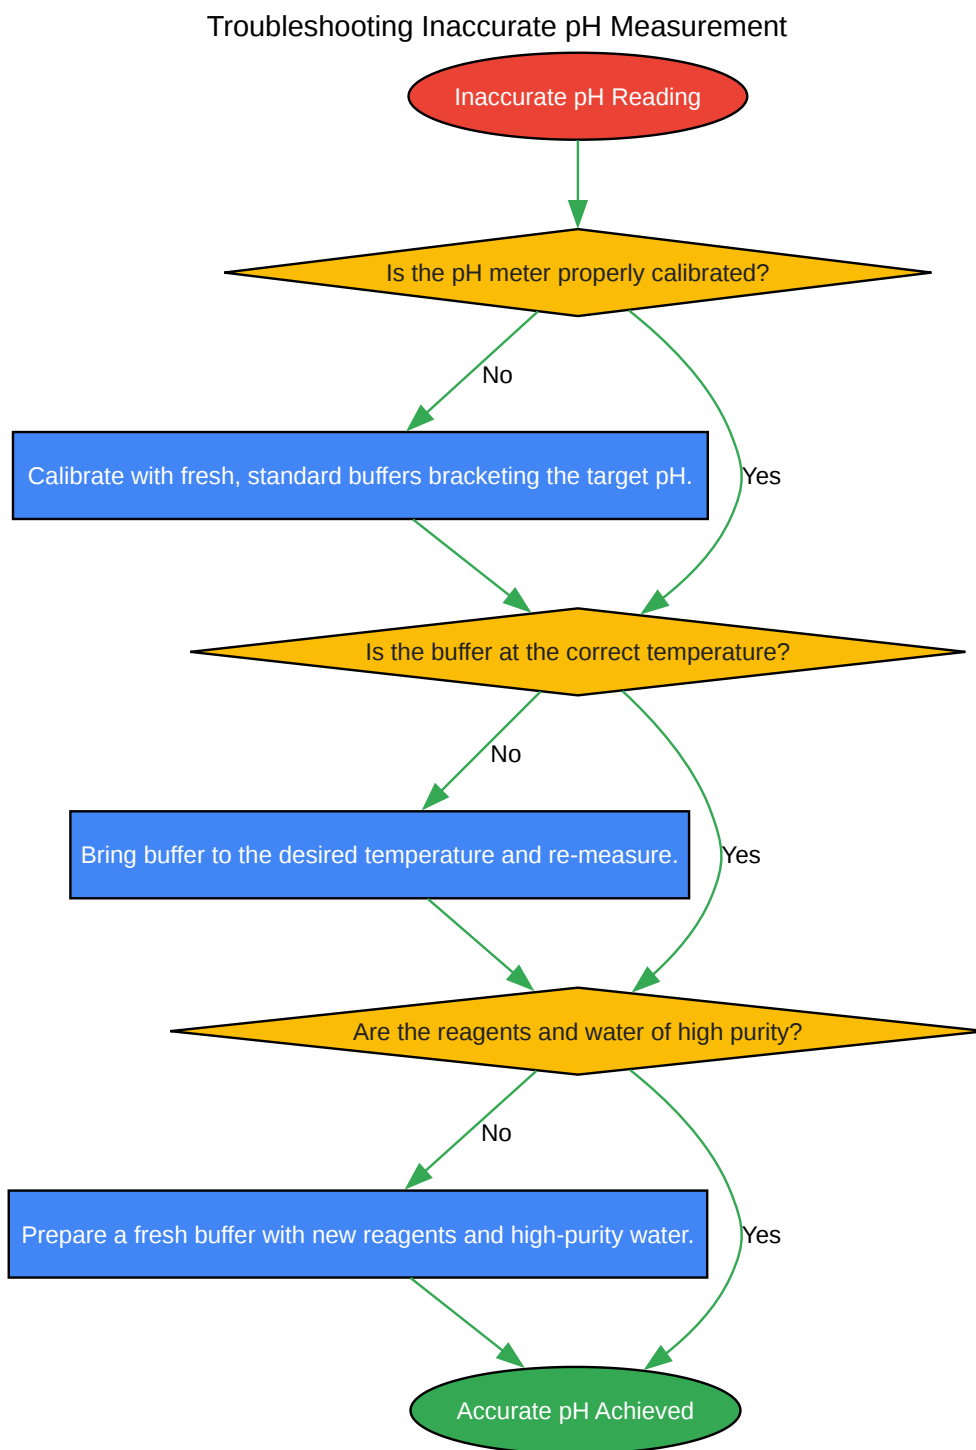 Troubleshooting Inaccurate pH Measurement
Inaccurate pH Reading
Is the pH meter properly calibrated?
No
Calibrate with fresh, standard buffers bracketing the target pH.
Yes
Is the buffer at the correct temperature?
No
Bring buffer to the desired temperature and re-measure.
Yes
Are the reagents and water of high purity?
No
Prepare a fresh buffer with new reagents and high-purity water.
Yes
Accurate pH Achieved